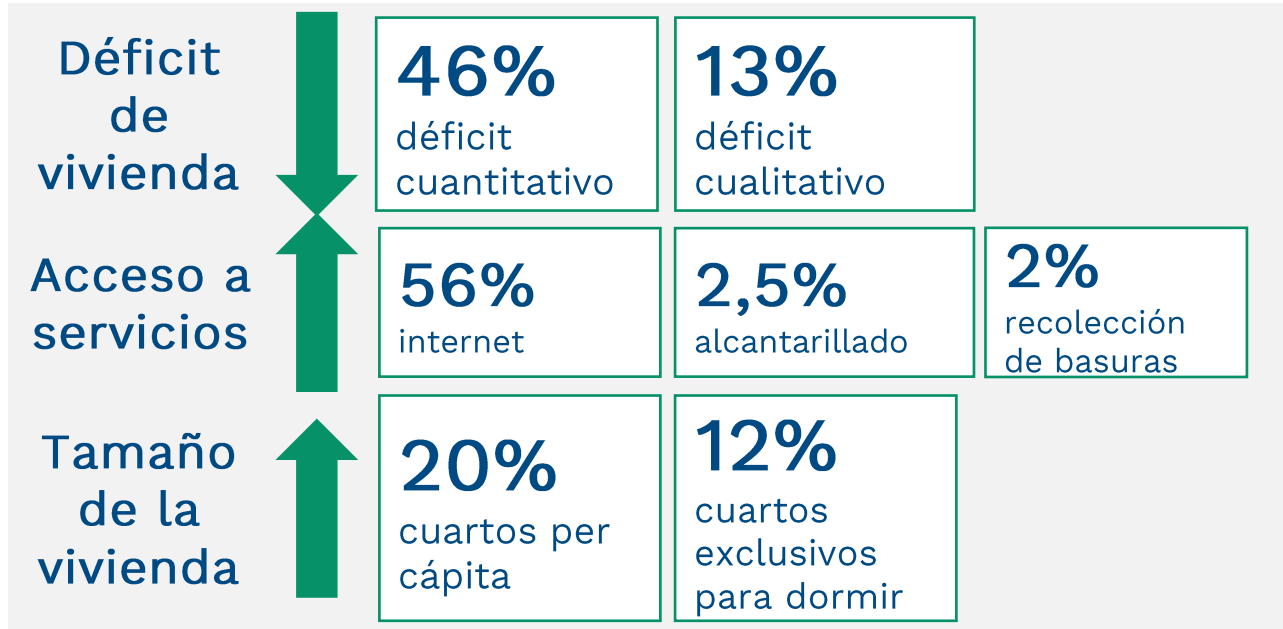 Déficit
de
vivienda
46%
déficit
cuantitativo
13%
déficit
cualitativo
Acceso a
servicios
56%
internet
2,5%
alcantarillado
2%
recolección
de basuras
Tamaño
de la
vivienda
20%
cuartos per
cápita
12%
cuartos
exclusivos
para dormir